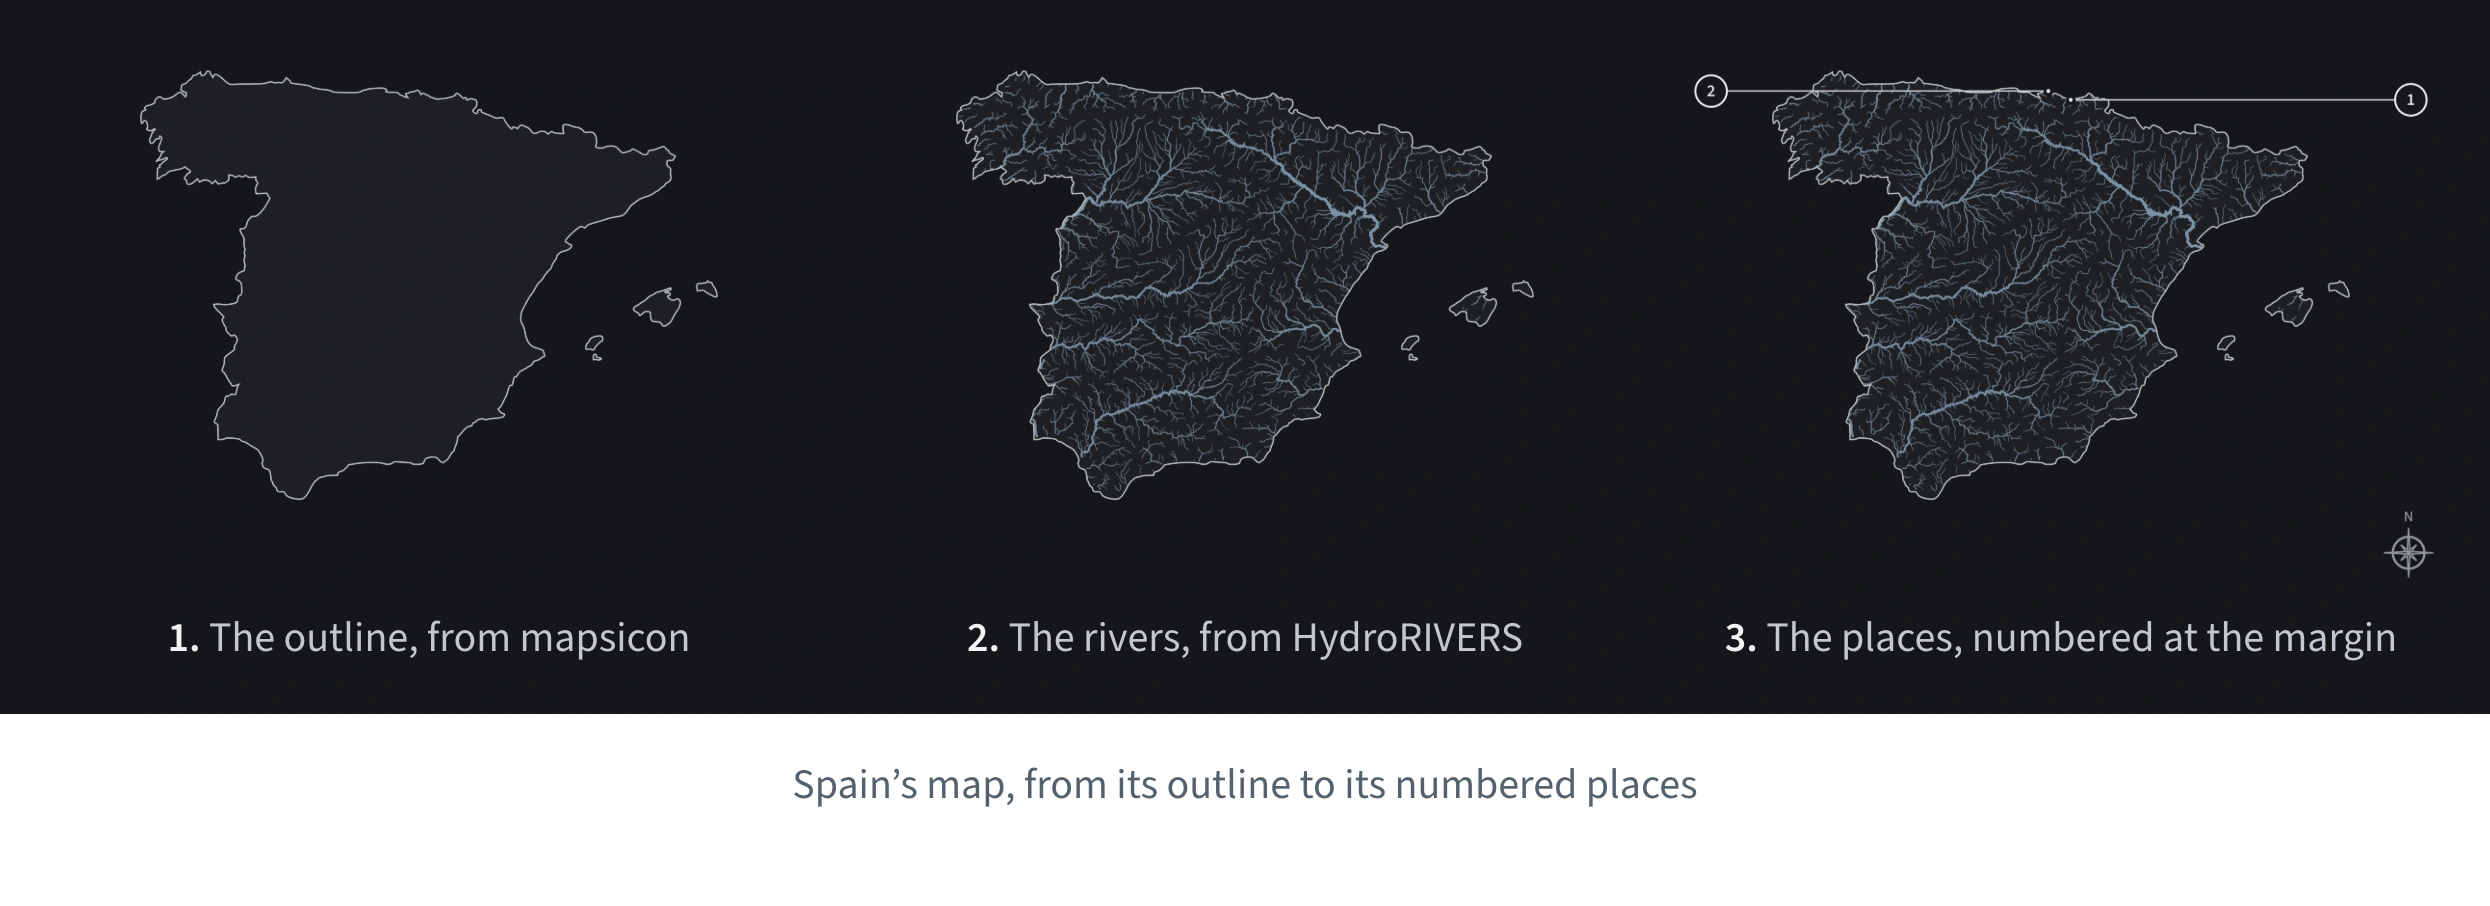 2
1
N
1. The outline, from mapsicon
2. The rivers, from HydroRIVERS
3. The places, numbered at the margin
Spain’s map, from its outline to its numbered places